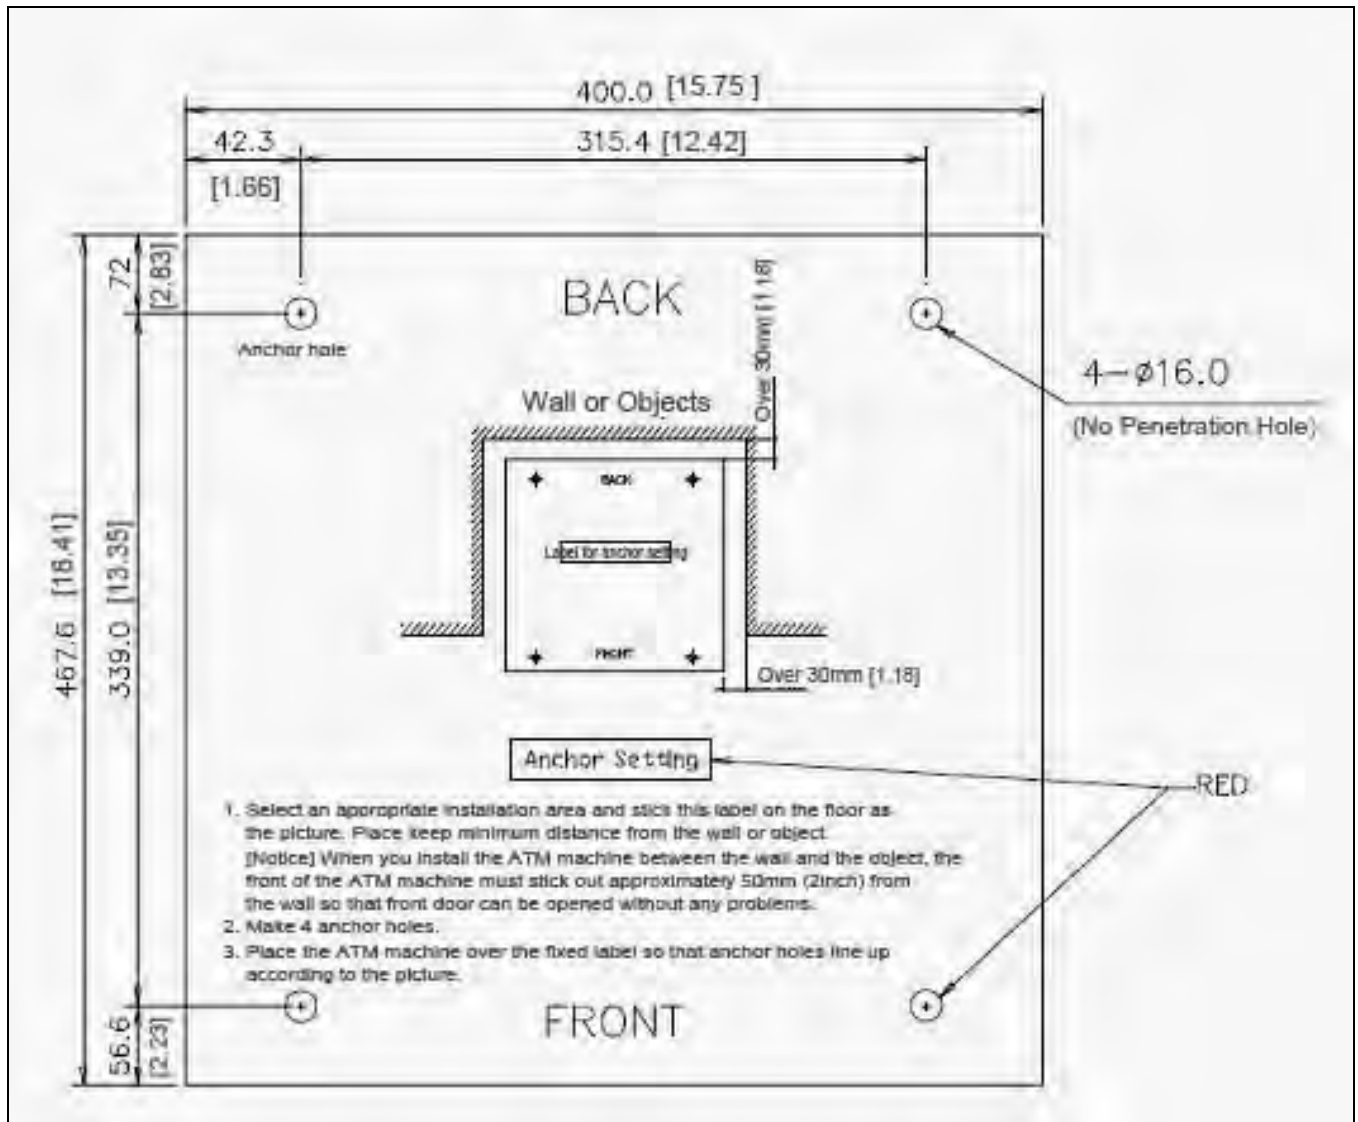 400.0 [15.75 ]
42.3
315.4 [12.42]
[1.66]
72
[2.83]
BACK
Over 30mm [1.18]
Anchor hole
4-ø16.0
(No Penetration Hole)
Wall or Objects
BACK
Label for anchor setting
467.6 [18.41]
339.0 [13.35]
FRONT
Over 30mm [1.18]
Anchor Setting
RED
1. Select an appropriate installation area and stick this label on the floor as
the picture. Place keep minimum distance from the wall or object.
[Notice] When you install the ATM machine between the wall and the object, the
front of the ATM machine must stick out approximately 50mm (2inch) from
the wall so that front door can be opened without any problems.
2. Make 4 anchor holes.
3. Place the ATM machine over the fixed label so that anchor holes line up
according to the picture.
FRONT
56.6
[2.23]